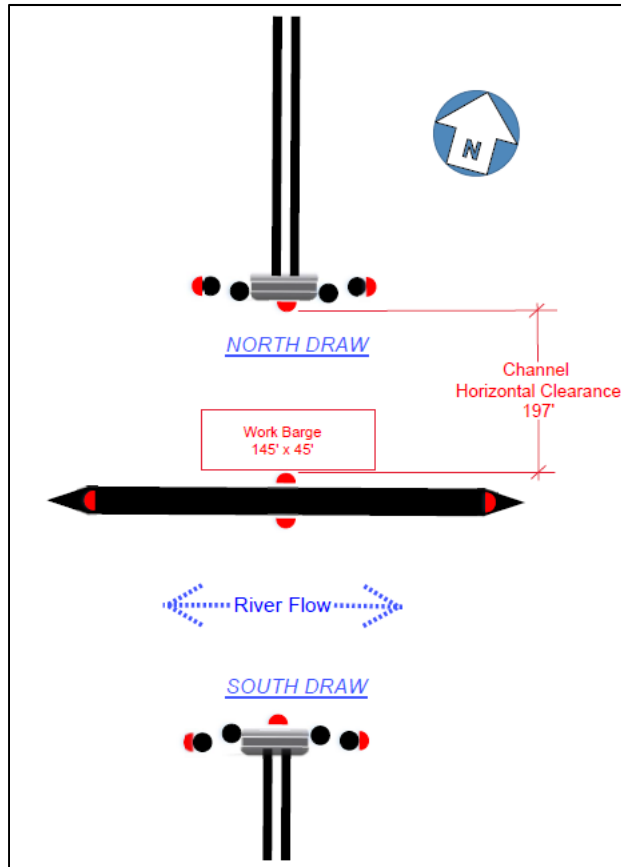 N
NORTH DRAW
Channel
Horizontal Clearance
197'
Work Barge
145' x 45'
River Flow
SOUTH DRAW